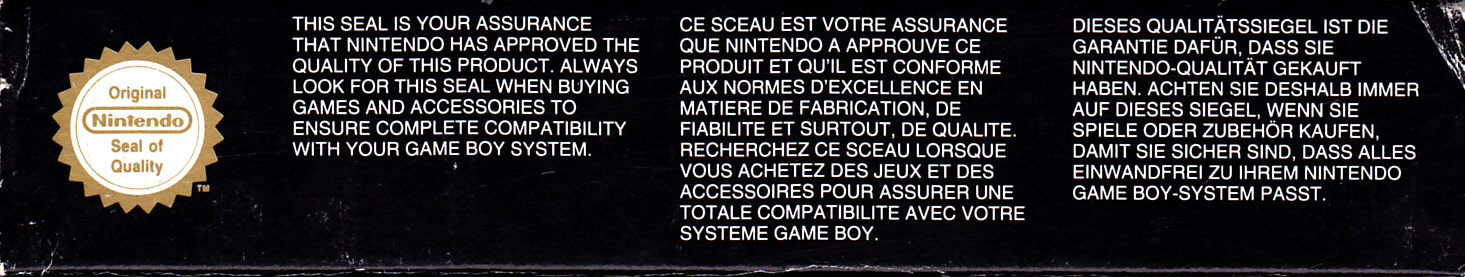 Original
Nintendo
Seal of
Quality
TM
THIS SEAL IS YOUR ASSURANCE
THAT NINTENDO HAS APPROVED THE
QUALITY OF THIS PRODUCT. ALWAYS
LOOK FOR THIS SEAL WHEN BUYING
GAMES AND ACCESSORIES TO
ENSURE COMPLETE COMPATIBILITY
WITH YOUR GAME BOY SYSTEM.
CE SCEAU EST VOTRE ASSURANCE
QUE NINTENDO A APPROUVE CE
PRODUIT ET QU'IL EST CONFORME
AUX NORMES D'EXCELLENCE EN
MATIERE DE FABRICATION, DE
FIABILITE ET SURTOUT, DE QUALITE.
RECHERCHEZ CE SCEAU LORSQUE
VOUS ACHETEZ DES JEUX ET DES
ACCESSOIRES POUR ASSURER UNE
TOTALE COMPATIBILITE AVEC VOTRE
SYSTEME GAME BOY.
DIESES QUALITÄTSSIEGEL IST DIE
GARANTIE DAFÜR, DASS SIE
NINTENDO-QUALITÄT GEKAUFT
HABEN. ACHTEN SIE DESHALB IMMER
AUF DIESES SIEGEL, WENN SIE
SPIELE ODER ZUBEHÖR KAUFEN,
DAMIT SIE SICHER SIND, DASS ALLES
EINWANDFREI ZU IHREM NINTENDO
GAME BOY-SYSTEM PASST.